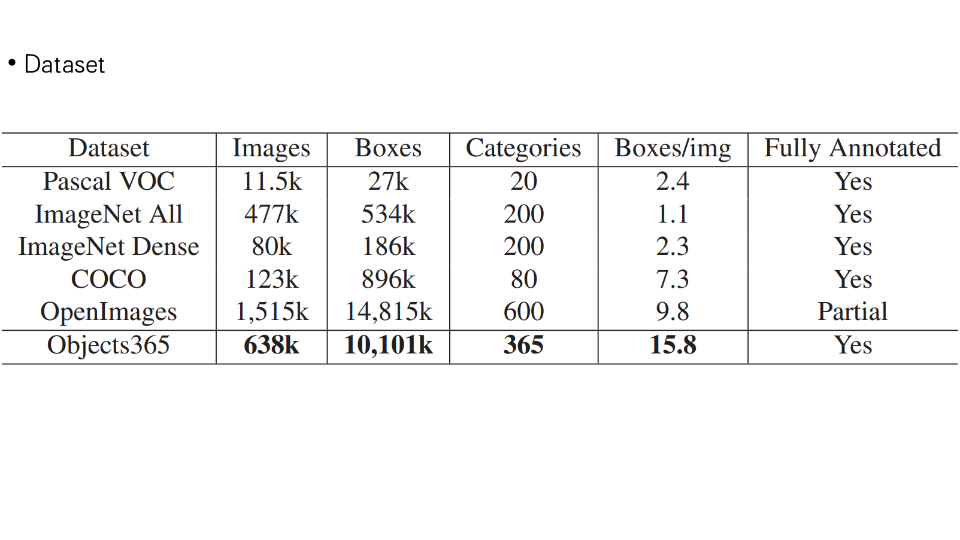 • Dataset
Dataset Images Boxes Categories Boxes/img Fully Annotated
Pascal VOC 11.5k 27k 20 2.4 Yes
ImageNet All 477k 534k 200 1.1 Yes
ImageNet Dense 80k 186k 200 2.3 Yes
COCO 123k 896k 80 7.3 Yes
OpenImages 1,515k 14,815k 600 9.8 Partial
Objects365 638k 10,101k 365 15.8 Yes